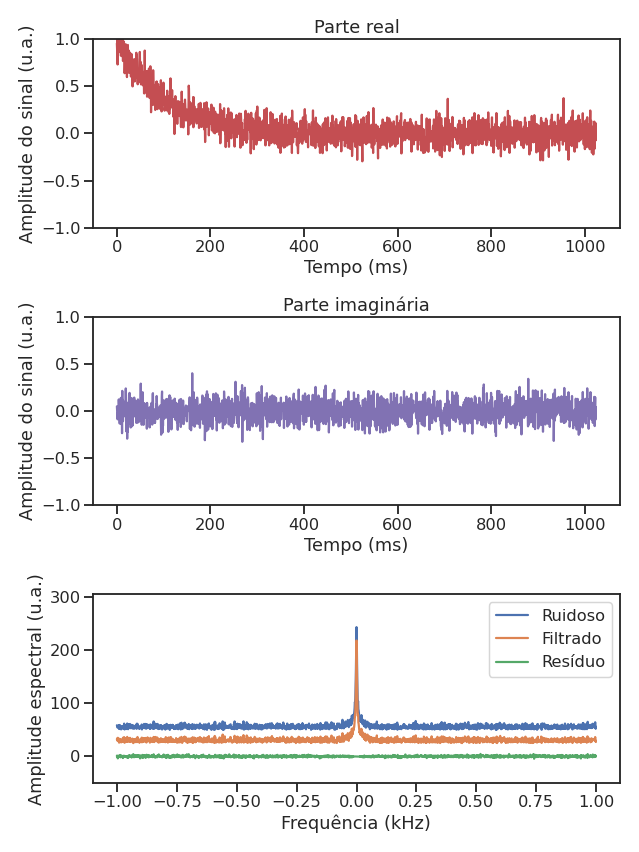 Parte real
Amplitude do sinal (u.a.)
1.0
0.5
0.0
−0.5
−1.0
0 200 400 600 800 1000
Tempo (ms)
Parte imaginária
Amplitude do sinal (u.a.)
1.0
0.5
0.0
−0.5
−1.0
0 200 400 600 800 1000
Tempo (ms)
Amplitude espectral (u.a.)
300
200
100
0
Ruidoso
Filtrado
Resíduo
−1.00 −0.75 −0.50 −0.25 0.00 0.25 0.50 0.75 1.00
Frequência (kHz)